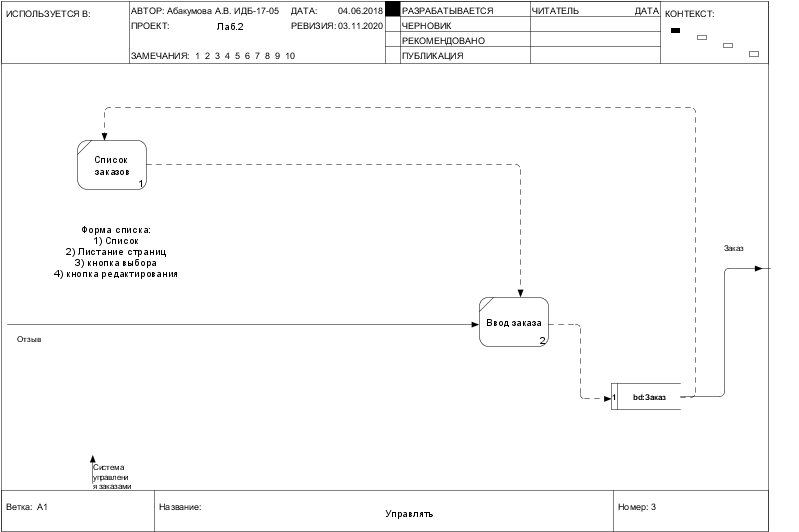 ИСПОЛЬЗУЕТСЯ В:
АВТОР: Абакумова А.В. ИДБ-17-05
ДАТА: 04.06.2018
РАЗРАБАТЫВАЕТСЯ
ЧИТАТЕЛЬ
ДАТА
КОНТЕКСТ:
ПРОЕКТ: Лаб.2
РЕВИЗИЯ: 03.11.2020
ЧЕРНОВИК
РЕКОМЕНДОВАНО
ЗАМЕЧАНИЯ: 1 2 3 4 5 6 7 8 9 10
ПУБЛИКАЦИЯ
Список
заказов
1
Форма списка:
1) Список
2) Листание страниц
3) кнопка выбора
4) кнопка редактирования
Заказ
Ввод заказа
2
Отзыв
1 bd:Заказ
Система
управлени
я заказами
Ветка: А1
Название:
Управлять
Номер: 3